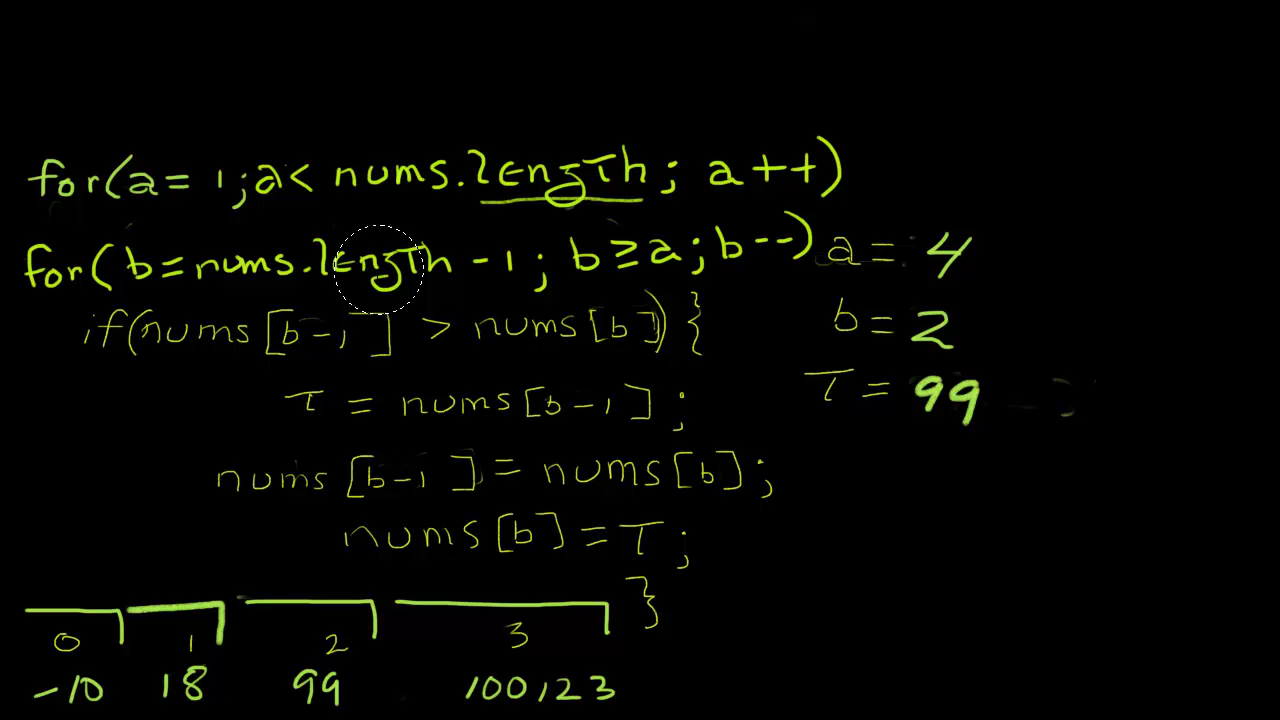 for(a= 1;a< nums.length; a++)
for( b=nums.length -1; b≥a;b--)
a= 4
if(nums[b-1] > nums[b]){
b= 2
T = nums[b-1];
T = 99
nums[b-1]= nums[b];
nums[b]=T;
}
0 1 2 3
-10 18 99 100,123